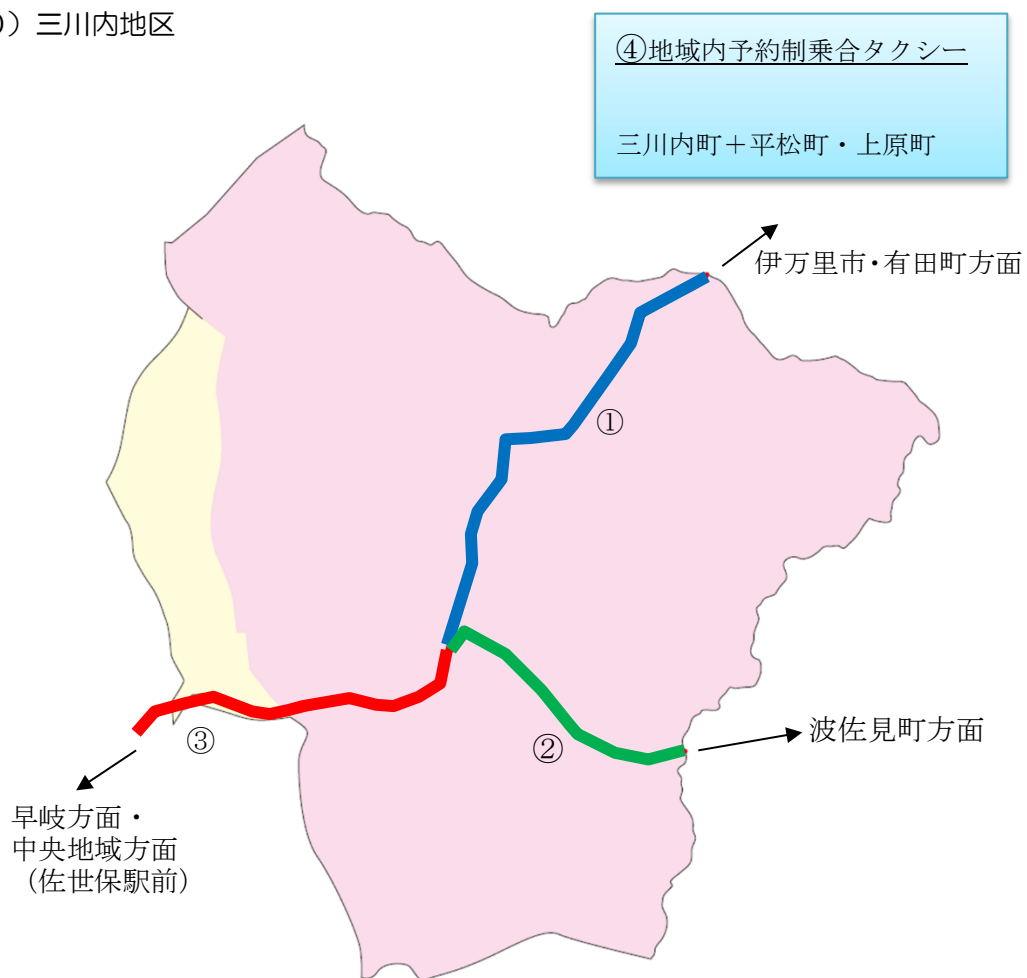 ）三川内地区
④地域内予約制乗合タクシー
三川内町＋平松町・上原町
伊万里市・有田町方面
①
②
波佐見町方面
③
早岐方面・
中央地域方面
（佐世保駅前）